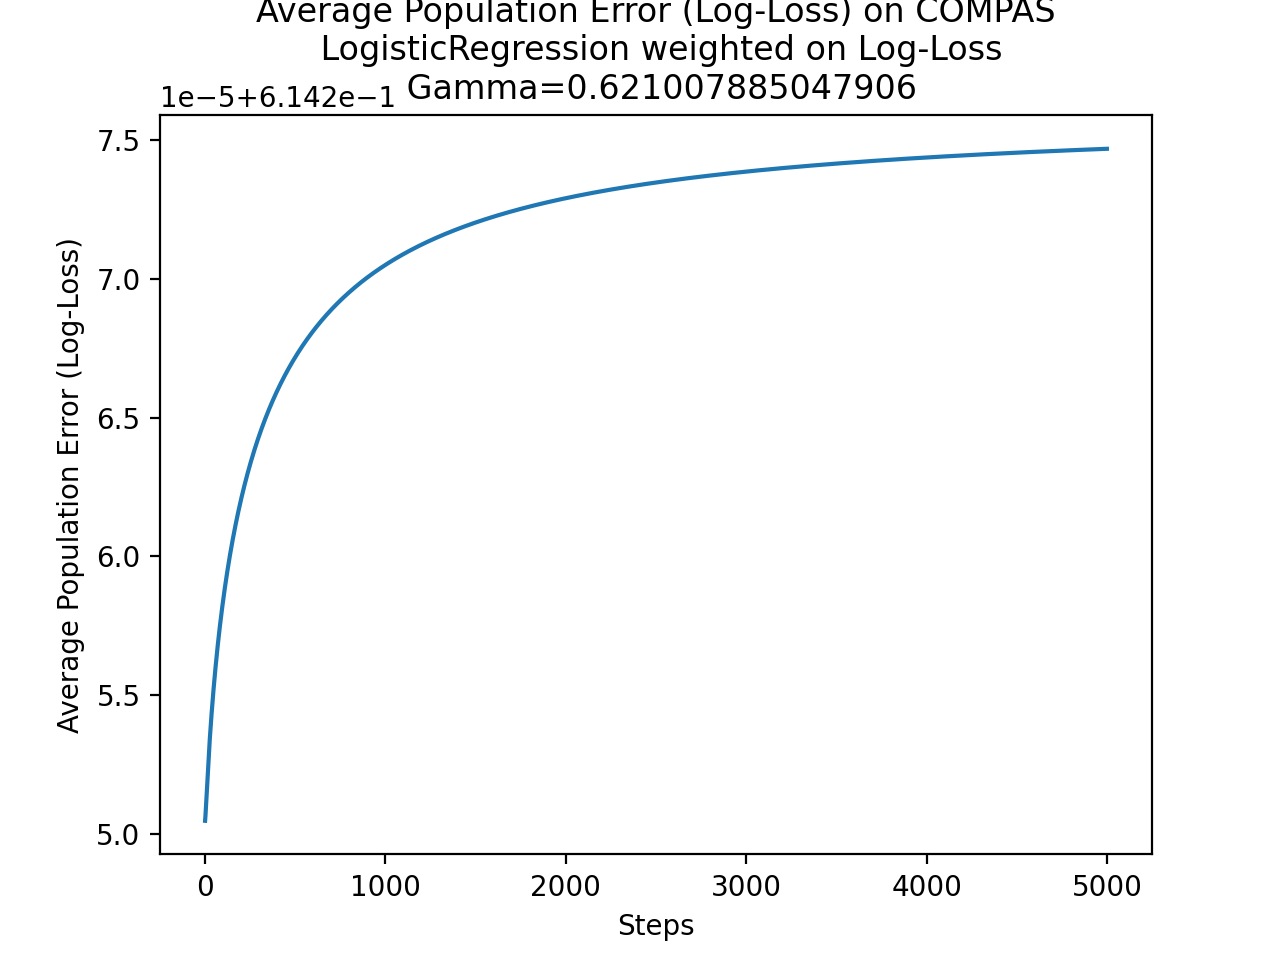 Average Population Error (Log-Loss) on COMPAS
LogisticRegression weighted on Log-Loss
Gamma=0.621007885047906
1e−5+6.142e−1
7.5
7.0
6.5
6.0
5.5
5.0
Average Population Error (Log-Loss)
0 1000 2000 3000 4000 5000
Steps